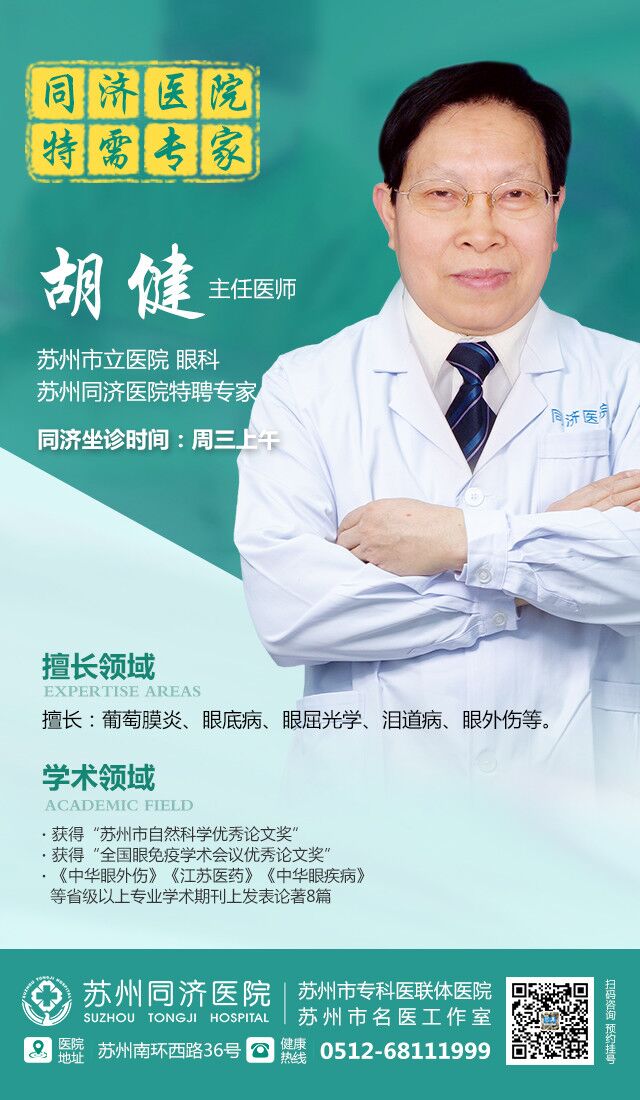 同济医院
特需专家
胡健 主任医师
苏州市立医院 眼科
苏州同济医院特聘专家
同济坐诊时间：周三上午
同济医院
擅长领域
EXPERTISE AREAS
擅长：葡萄膜炎、眼底病、眼屈光学、泪道病、眼外伤等。
学术领域
ACADEMIC FIELD
·获得“苏州市自然科学优秀论文奖”
·获得“全国眼免疫学术会议优秀论文奖”
·《中华眼外伤》《江苏医药》《中华眼疾病》
等省级以上专业学术期刊上发表论著8篇
SUZHOU TONGJI HOSPITAL
苏州同济医院
SUZHOU TONGJI HOSPITAL
苏州市专科医联体医院
苏州市名医工作室
医院地址 苏州南环西路36号
健康热线 0512-68111999
扫码咨询 预约挂号